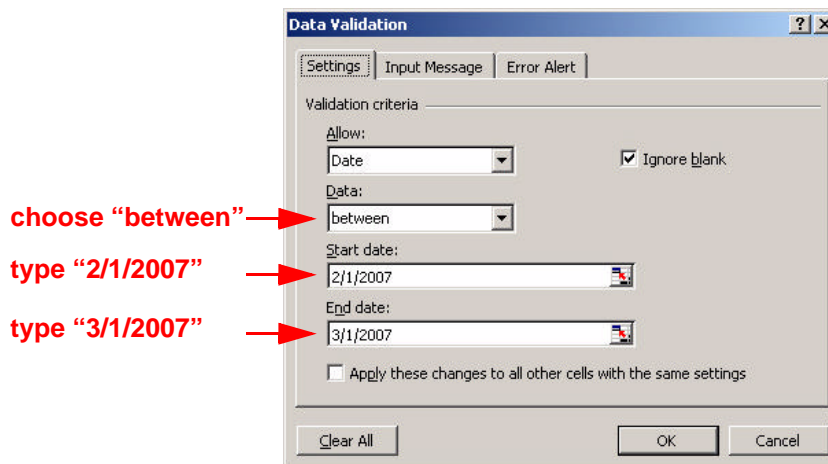 Data Validation
Settings
Input Message
Error Alert
Validation criteria
Allow:
Date
Ignore blank
Data:
choose “between”
between
Start date:
type “2/1/2007”
2/1/2007
End date:
type “3/1/2007”
3/1/2007
Apply these changes to all other cells with the same settings
Clear All
OK
Cancel